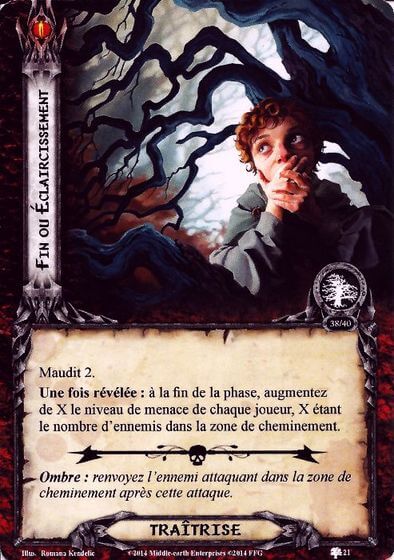 Fin ou Éclaircissement
38/40
Maudit 2.
Une fois révélée : à la fin de la phase, augmentez
de X le niveau de menace de chaque joueur, X étant
le nombre d'ennemis dans la zone de cheminement.
Ombre : renvoyez l'ennemi attaquant dans la zone de
cheminement après cette attaque.
TRAÎTRISE
Illus. Romana Kendelic
©2014 Middle-earth Enterprises ©2014 FFG
21